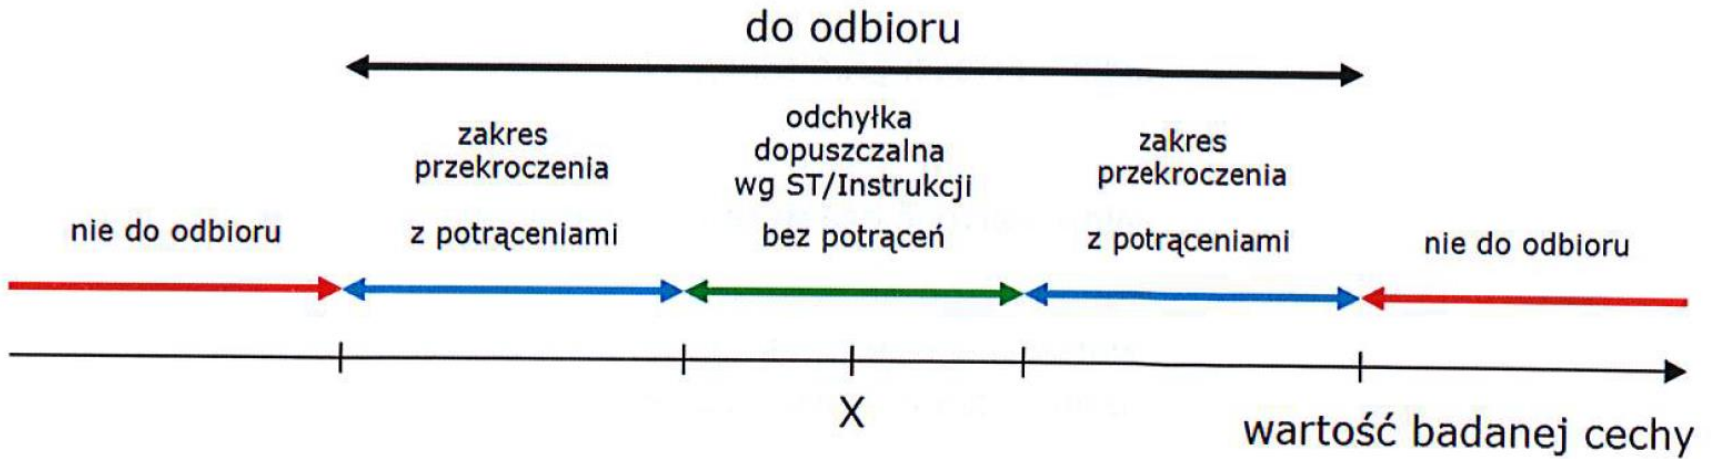 do odbioru
zakres
przekroczenia
z potrąceniami
odchyłka
dopuszczalna
wg ST/Instrukcji
bez potrąceń
zakres
przekroczenia
z potrąceniami
nie do odbioru
nie do odbioru
X
wartość badanej cechy